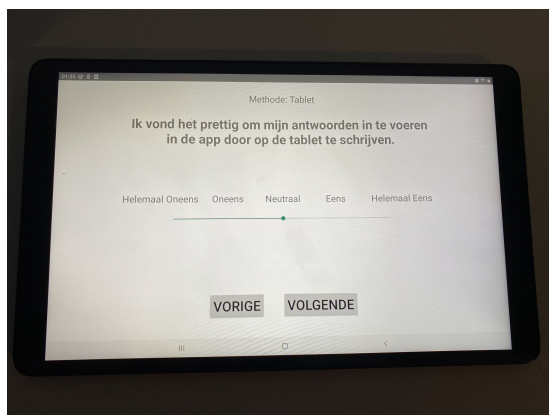 Methode: Tablet
Ik vond het prettig om mijn antwoorden in te voeren
in de app door op de tablet te schrijven.
Helemaal Oneens Oneens Neutraal Eens Helemaal Eens
VORIGE VOLGENDE